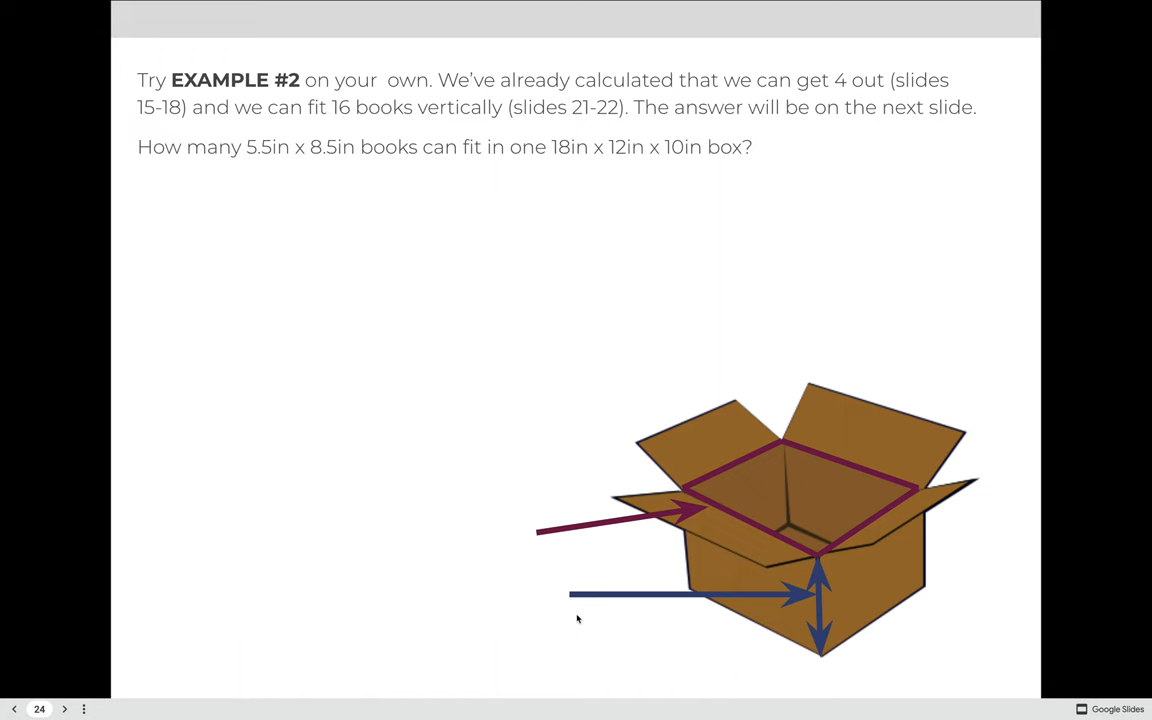 Try EXAMPLE #2 on your own. We've already calculated that we can get 4 out (slides
15-18) and we can fit 16 books vertically (slides 21-22). The answer will be on the next slide.
How many 5.5in x 8.5in books can fit in one 18in x 12in x 10in box?
24
Google Slides